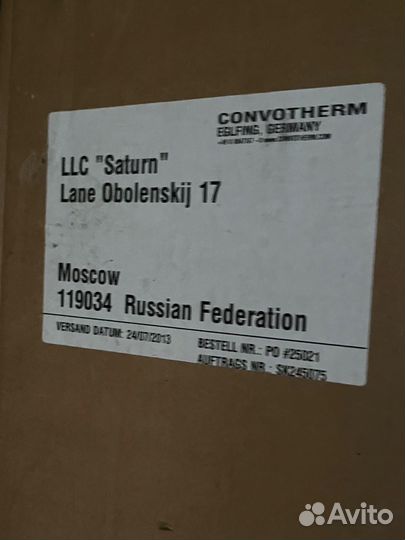 CONVOTHERM
EGLFING, GERMANY
LLC "Saturn"
Lane Obolenskij 17
Moscow
119034 Russian Federation
VERSAND DATUM: 24/07/2013
BESTELL NR.: PO #25021
AUFTRAGS NR.: SK245075
Avito